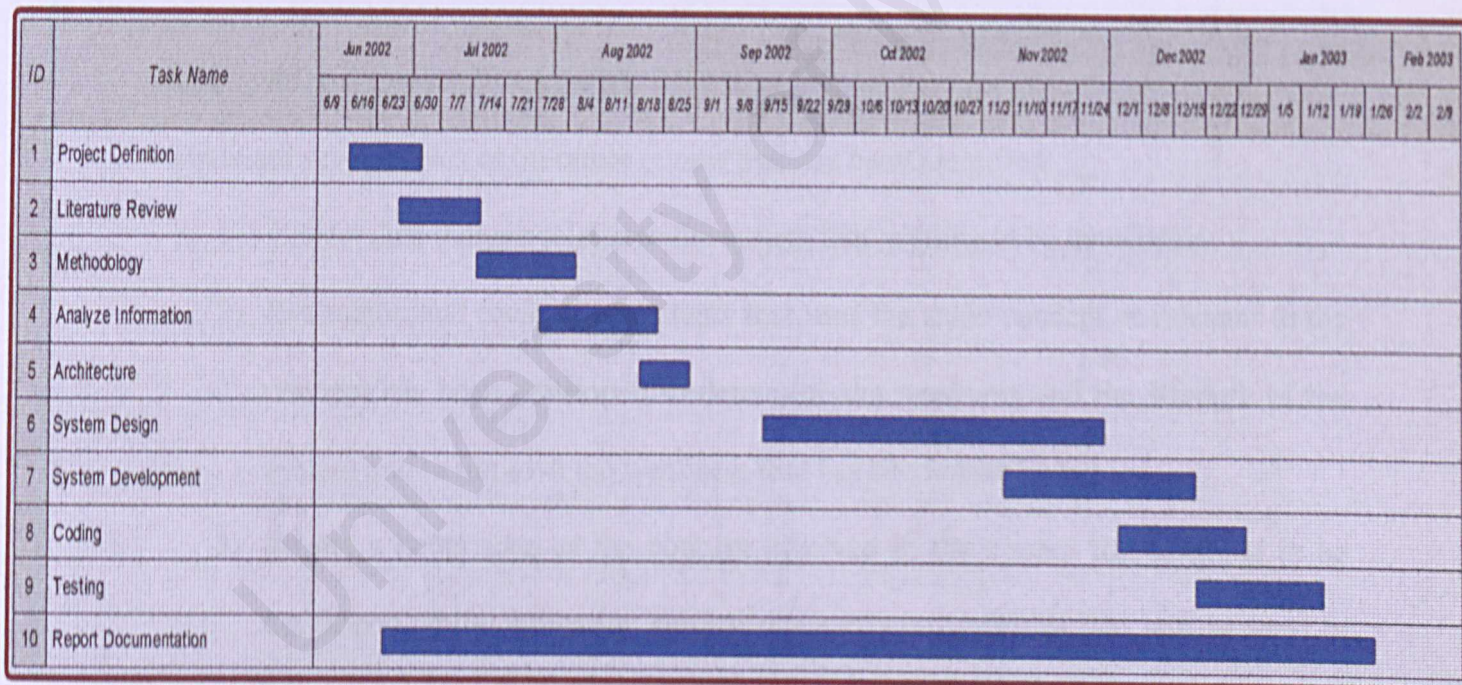 ID Task Name Jun 2002 Jul 2002 Aug 2002 Sep 2002 Oct 2002 Nov 2002 Dec 2002 Jan 2003 Feb 2003
6/9 6/16 6/23 6/30 7/7 7/14 7/21 7/28 8/4 8/11 8/18 8/25 9/1 9/8 9/15 9/22 9/29 10/6 10/13 10/20 10/27 11/3 11/10 11/17 11/24 12/1 12/8 12/15 12/22 12/29 1/5 1/12 1/19 1/26 2/2 2/9
1 Project Definition
2 Literature Review
3 Methodology
4 Analyze Information
5 Architecture
6 System Design
7 System Development
8 Coding
9 Testing
10 Report Documentation
University of M